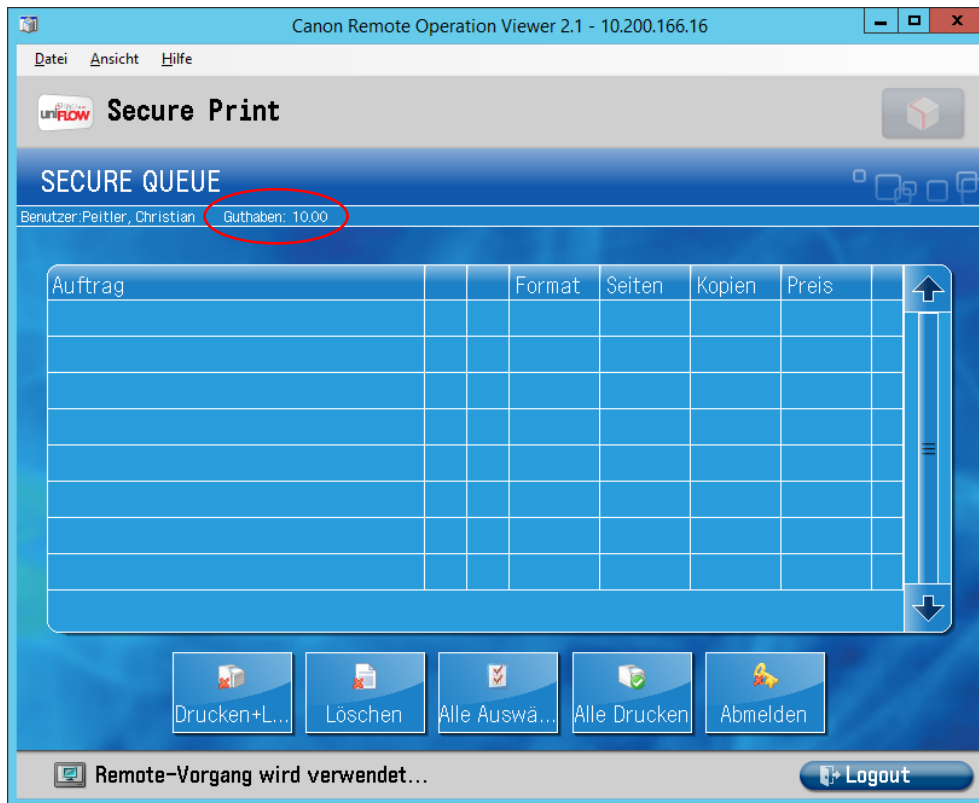 Canon Remote Operation Viewer 2.1 - 10.200.166.16
Datei Ansicht Hilfe
uniFLOW Secure Print
SECURE QUEUE
Benutzer:Peitler, Christian Guthaben: 10.00
Auftrag Format Seiten Kopien Preis
Drucken+L... Löschen Alle Auswä... Alle Drucken Abmelden
Remote-Vorgang wird verwendet... Logout